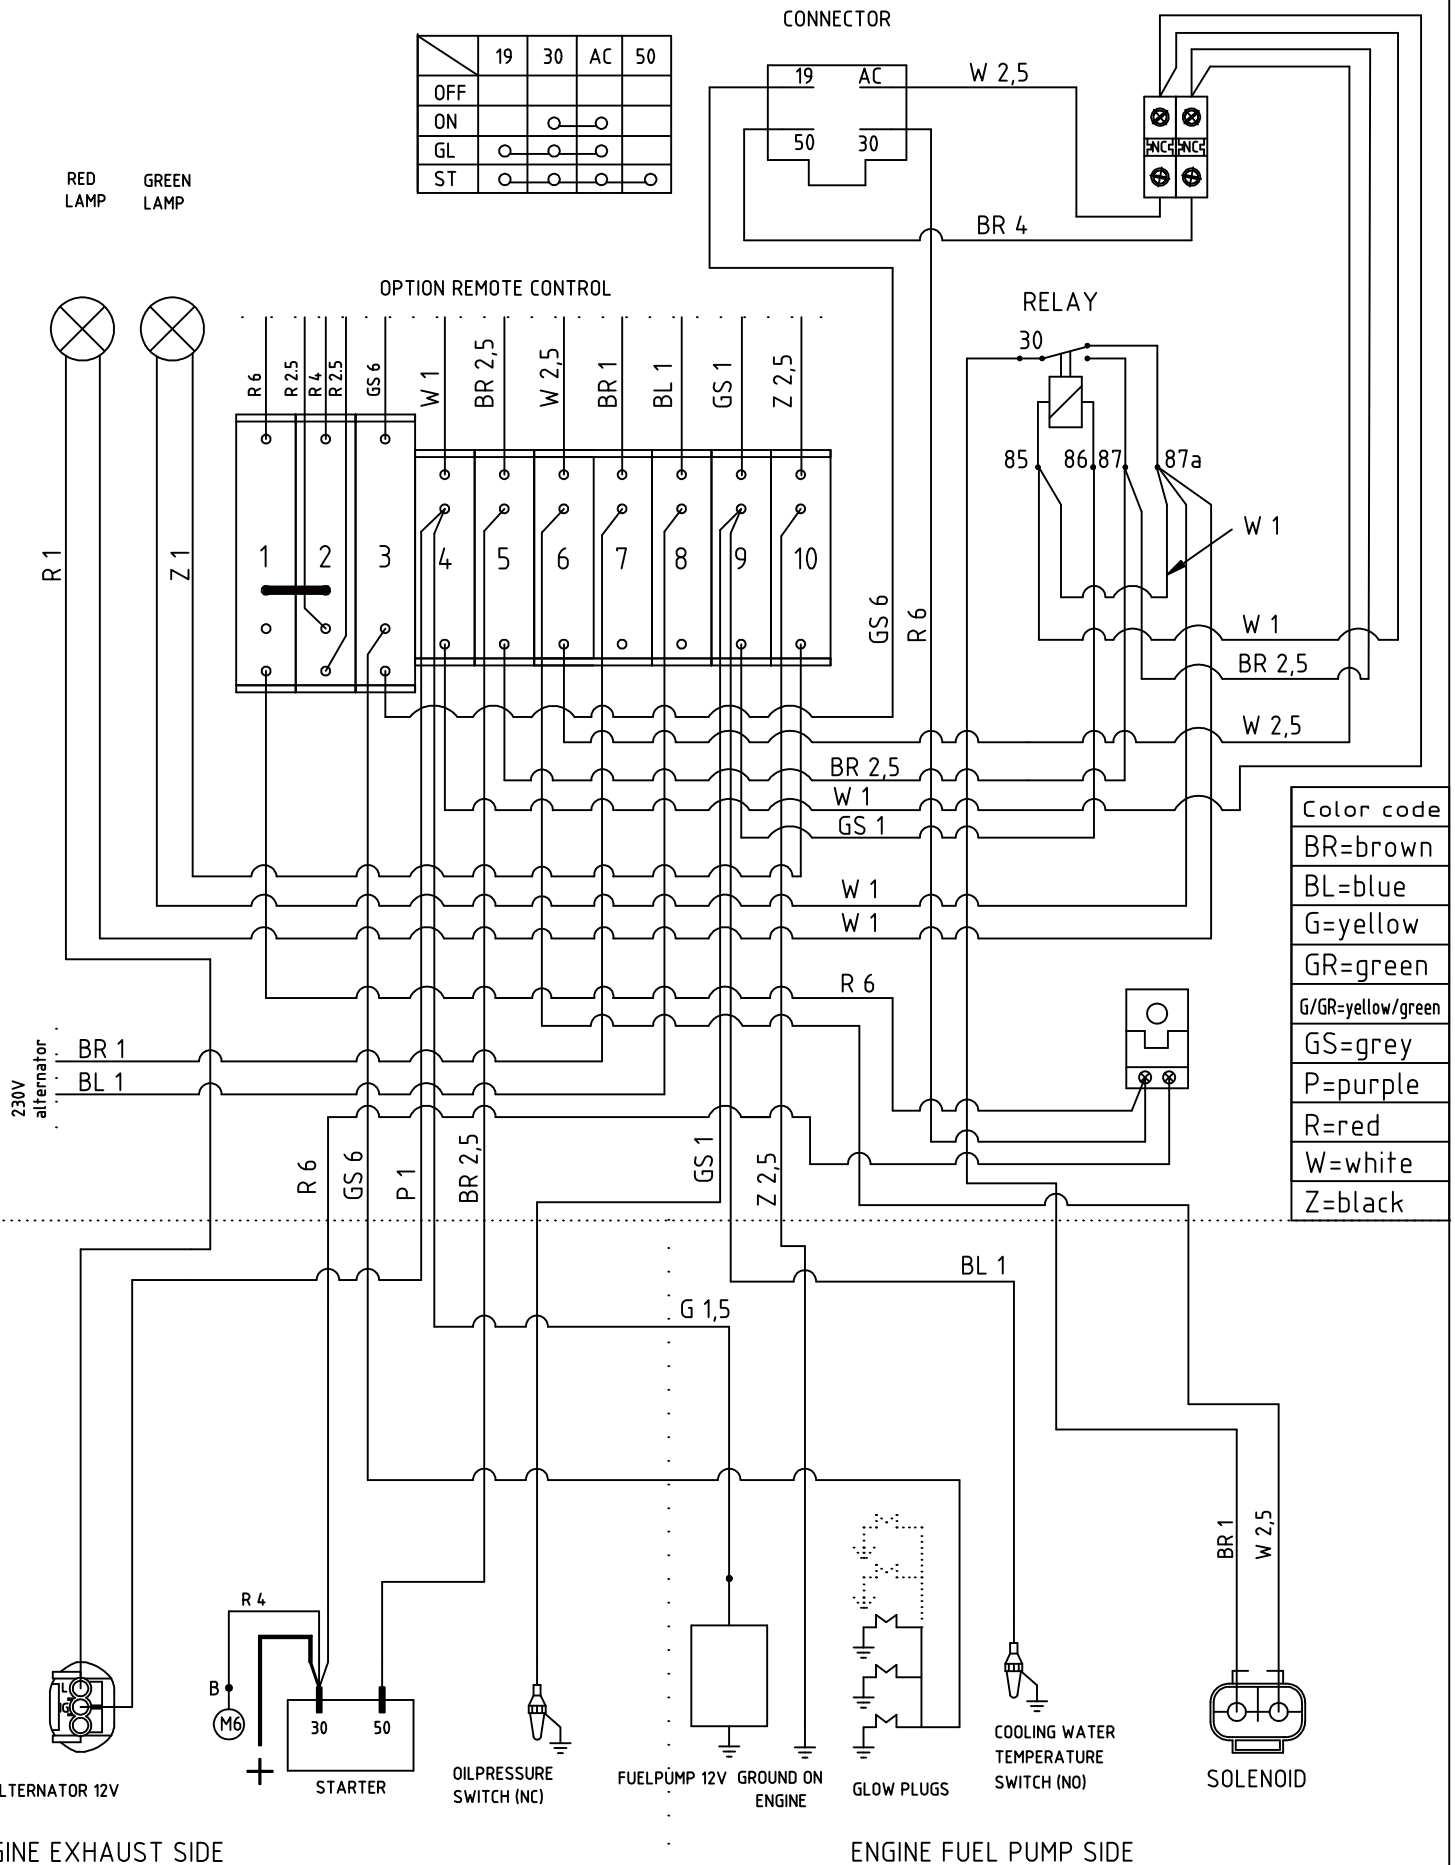 CONNECTOR
19 30 AC 50
OFF
ON
GL
ST
19 AC
50 30
W 2,5
NC NC
BR 4
RED
LAMP
GREEN
LAMP
OPTION REMOTE CONTROL
RELAY
30
R 6
R 2.5
R 4
R 2.5
GS 6
W 1
BR 2,5
W 2,5
BR 1
BL 1
GS 1
Z 2,5
85 86 87 87a
1 2 3 4 5 6 7 8 9 10
R 1
Z 1
GS 6
R 6
W 1
W 1
BR 2,5
W 2,5
BR 2,5
W 1
GS 1
W 1
W 1
R 6
Color code
BR=brown
BL=blue
G=yellow
GR=green
G/GR=yellow/green
GS=grey
P=purple
R=red
W=white
Z=black
230V
alternator
BR 1
BL 1
R 6
GS 6
P 1
BR 2,5
GS 1
Z 2,5
BL 1
G 1,5
BR 1
W 2,5
R 4
B
M6
+
30 50
L
IG
LTERNATOR 12V
STARTER
OILPRESSURE
SWITCH (NC)
FUELPUMP 12V
GROUND ON
ENGINE
GLOW PLUGS
COOLING WATER
TEMPERATURE
SWITCH (NO)
SOLENOID
GINE EXHAUST SIDE
ENGINE FUEL PUMP SIDE